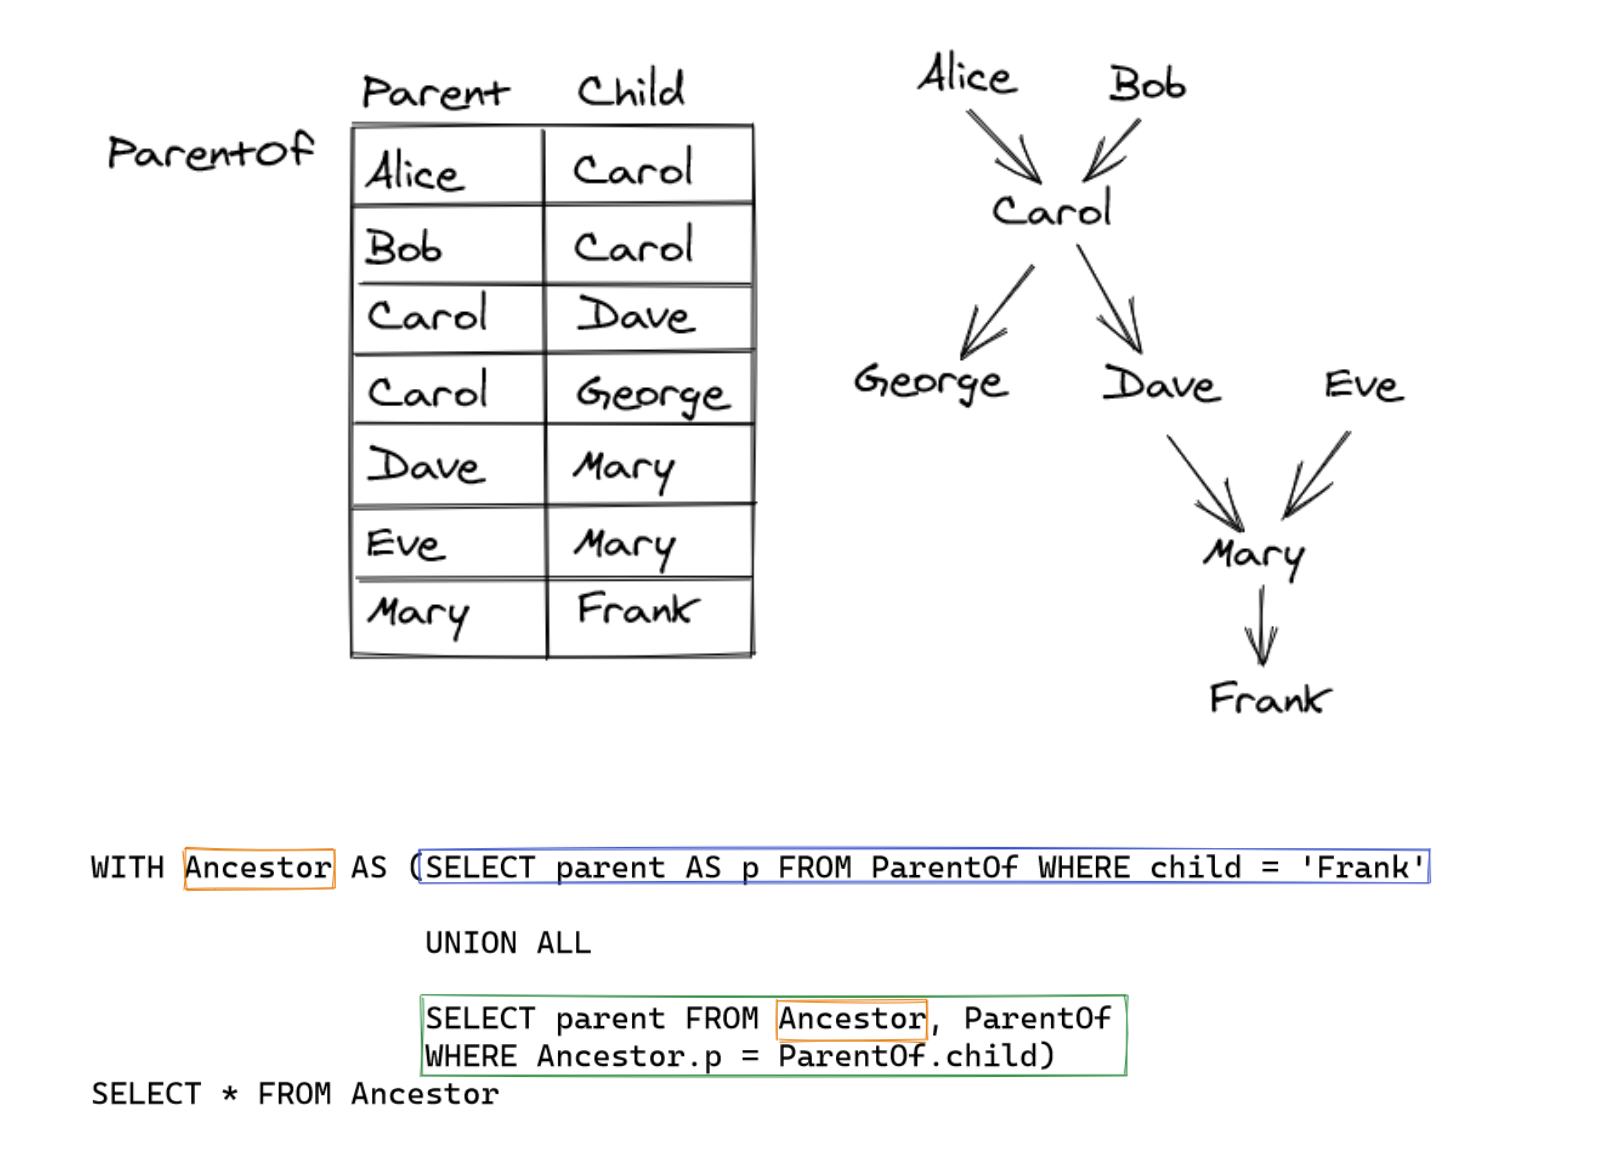 Parent Child
ParentOf
Alice Carol
Bob Carol
Carol Dave
Carol George
Dave Mary
Eve Mary
Mary Frank
Alice Bob
Carol
George Dave Eve
Mary
Frank
WITH Ancestor AS (SELECT parent AS p FROM ParentOf WHERE child = 'Frank'
UNION ALL
SELECT parent FROM Ancestor, ParentOf
WHERE Ancestor.p = ParentOf.child)
SELECT * FROM Ancestor